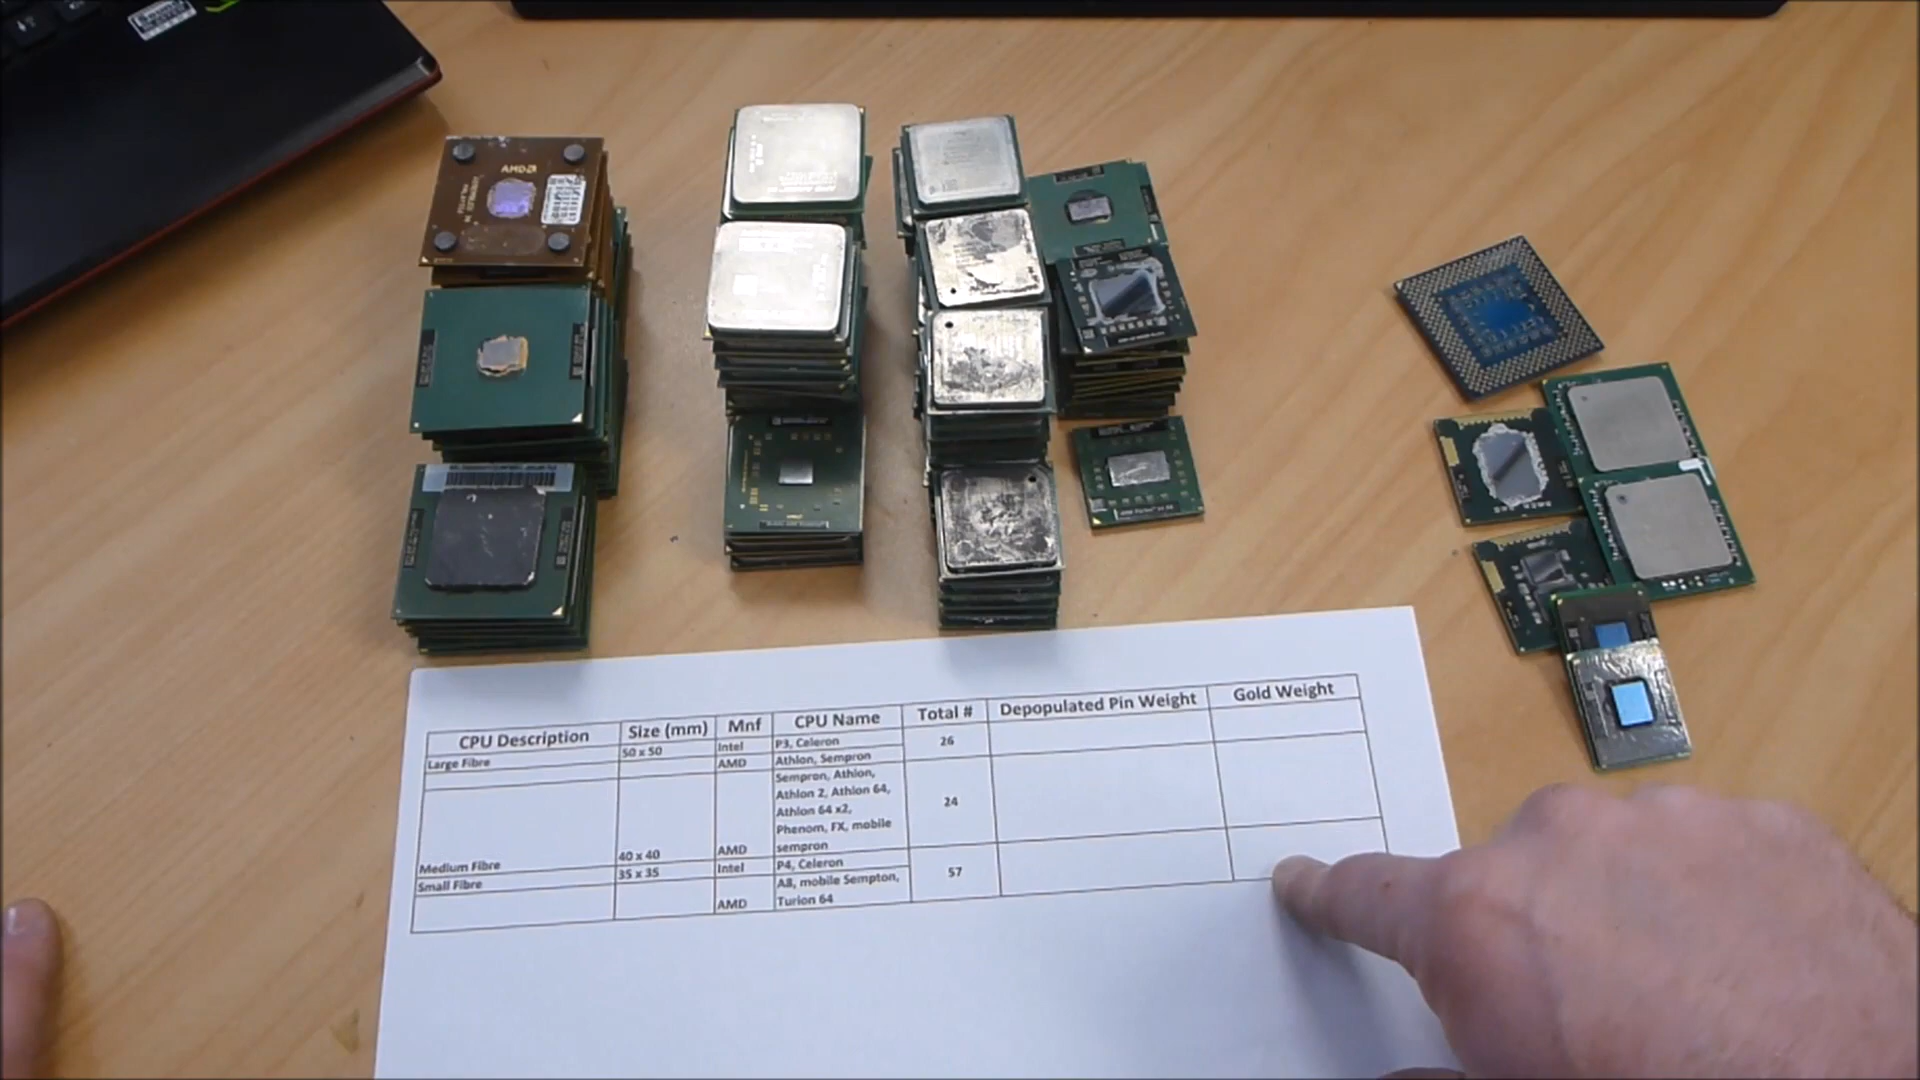 AMD
CPU Description Size (mm) Mnf CPU Name Total # Depopulated Pin Weight Gold Weight
Large Fibre 50 x 50 Intel P3, Celeron 26
AMD Athlon, Sempron
Sempron, Athlon,
Athlon 2, Athlon 64,
Athlon 64 x2,
Phenom, FX, mobile
Medium Fibre 40 x 40 AMD sempron 24
Small Fibre 35 x 35 Intel P4, Celeron 57
A8, mobile Sempton,
AMD Turion 64